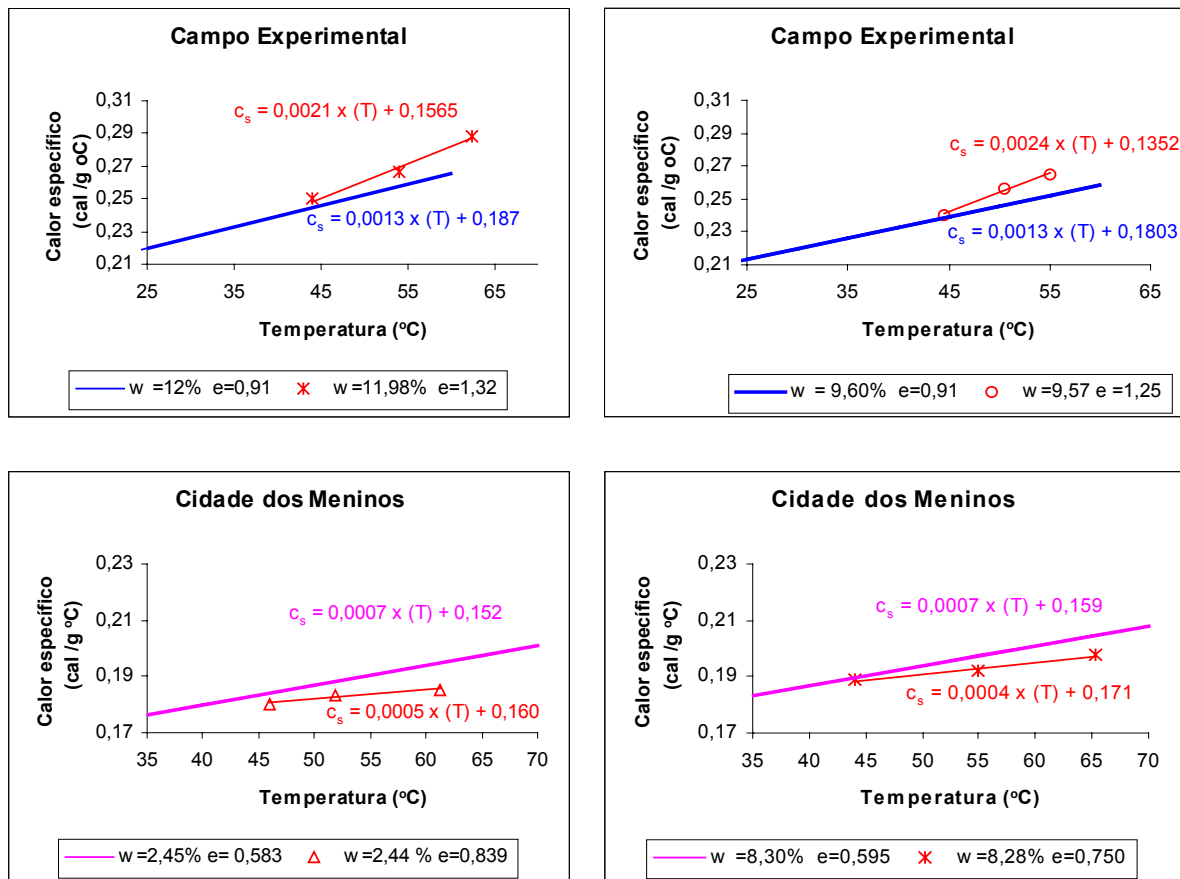 Campo Experimental
Calor específico
(cal /g oC)
0,31
0,29
0,27
0,25
0,23
0,21
c_s = 0,0021 x (T) + 0,1565
c_s = 0,0013 x (T) + 0,187
25 35 45 55 65
Temperatura (ºC)
w =12% e=0,91 w =11,98% e=1,32
Campo Experimental
Calor específico
(cal /g oC)
0,31
0,29
0,27
0,25
0,23
0,21
c_s = 0,0024 x (T) + 0,1352
c_s = 0,0013 x (T) + 0,1803
25 35 45 55 65
Temperatura (ºC)
w = 9,60% e=0,91 w=9,57 e =1,25
Cidade dos Meninos
Calor específico
(cal /g ºC)
0,23
0,21
0,19
0,17
c_s = 0,0007 x (T) + 0,152
c_s = 0,0005 x (T) + 0,160
35 40 45 50 55 60 65 70
Temperatura (ºC)
w =2,45% e= 0,583 w=2,44 % e=0,839
Cidade dos Meninos
Calor específico
(cal /g ºC)
0,23
0,21
0,19
0,17
c_s = 0,0007 x (T) + 0,159
c_s = 0,0004 x (T) + 0,171
35 40 45 50 55 60 65 70
Temperatura (ºC)
w =8,30% e=0,595 w=8,28% e=0,750